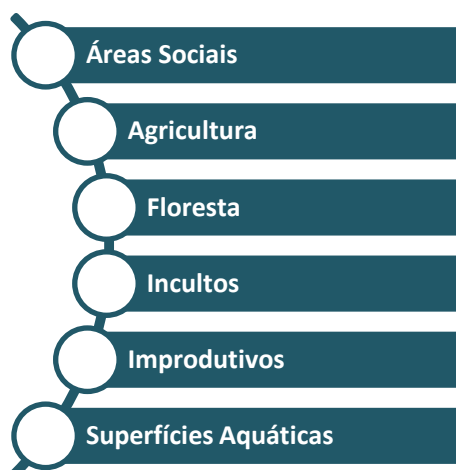 Áreas Sociais
Agricultura
Floresta
Incultos
Improdutivos
Superfícies Aquáticas